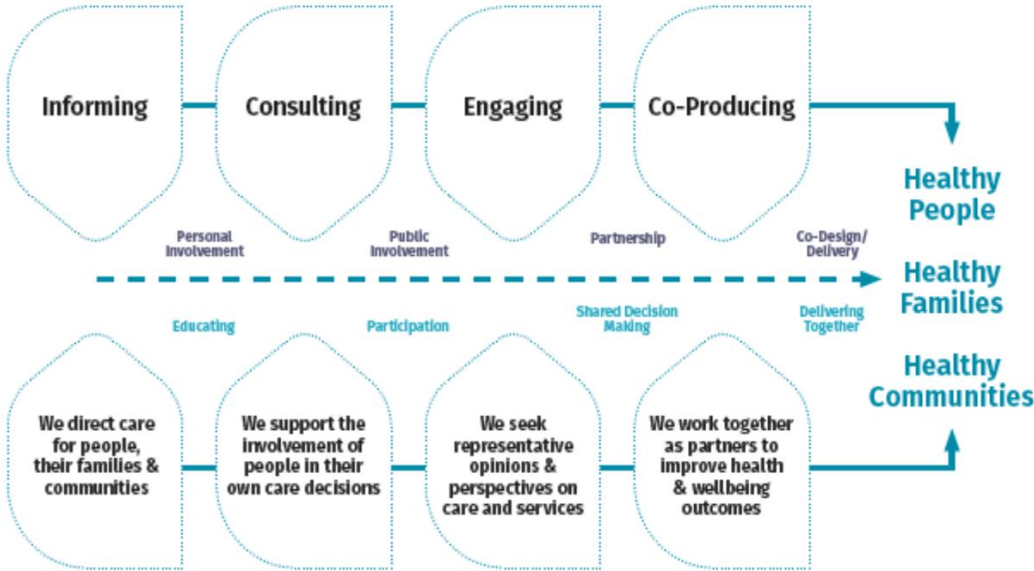 Informing
Consulting
Engaging
Co-Producing
Healthy
People
Personal
Involvement
Public
Involvement
Partnership
Co-Design/
Delivery
Healthy
Families
Educating
Participation
Shared Decision
Making
Delivering
Together
Healthy
Communities
We direct care
for people,
their families &
communities
We support the
involvement of
people in their
own care decisions
We seek
representative
opinions &
perspectives on
care and services
We work together
as partners to
improve health
& wellbeing
outcomes